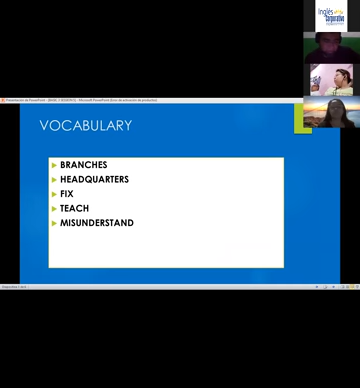 Inglés
corporativo
VOCABULARY
BRANCHES
HEADQUARTERS
FIX
TEACH
MISUNDERSTAND